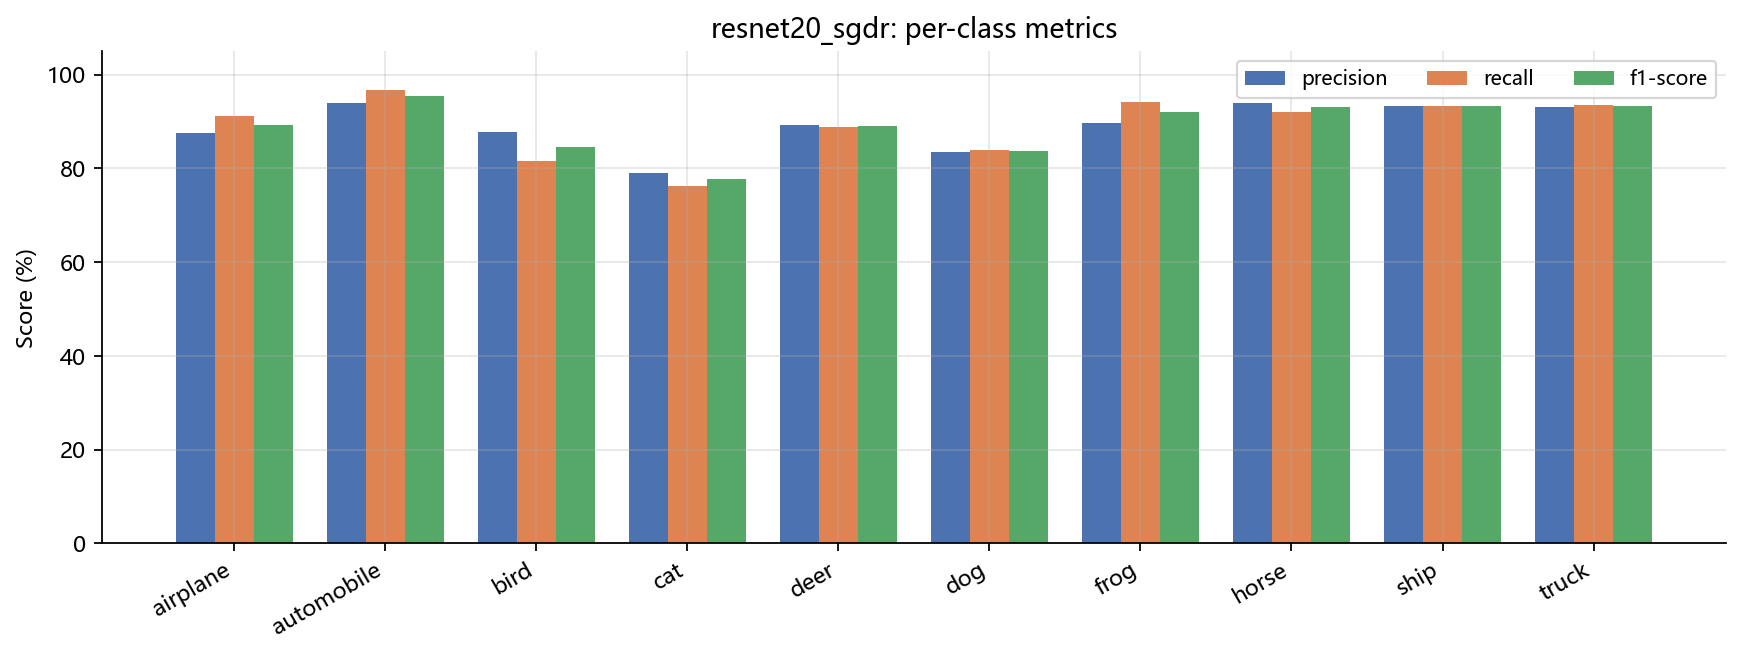 resnet20_sgdr: per-class metrics
precision recall f1-score
Score (%)
100
80
60
40
20
0
airplane automobile bird cat deer dog frog horse ship truck